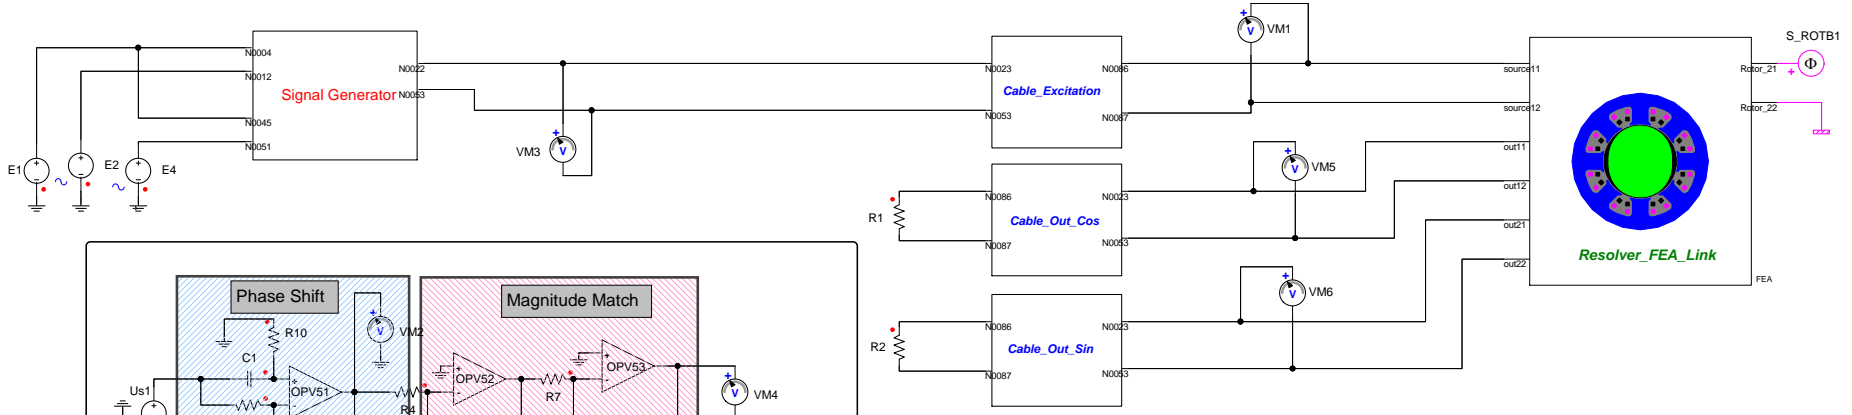 S_ROTB1
VM1
N0004
N0012
N0022
Signal Generator
N0053
N0045
N0051
E1
E2
E4
VM3
V
N0023
N0086
Cable_Excitation
N0053
N0087
V
source11
source12
out11
out12
out21
out22
Rotor_21
Rotor_22
Φ
Resolver_FEA_Link
FEA
VM5
V
R1
N0086
N0023
Cable_Out_Cos
N0087
N0053
VM6
V
R2
N0086
N0023
Cable_Out_Sin
N0087
N0053
Phase Shift
Magnitude Match
R10
VM2
V
C1
OPV51
Us1
R4
OPV52
R7
OPV53
VM4
V